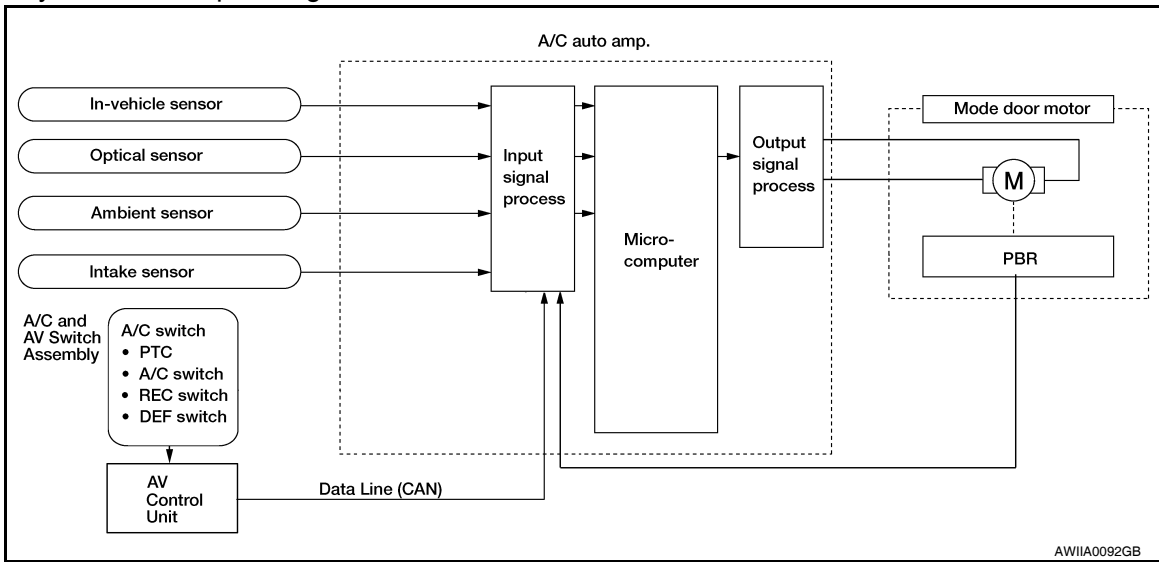 A/C auto amp.
In-vehicle sensor
Optical sensor
Ambient sensor
Intake sensor
Input
signal
process
Micro-
computer
Output
signal
process
Mode door motor
M
PBR
A/C and
AV Switch
Assembly
A/C switch
• PTC
• A/C switch
• REC switch
• DEF switch
AV
Control
Unit
Data Line (CAN)
AWIIA0092GB